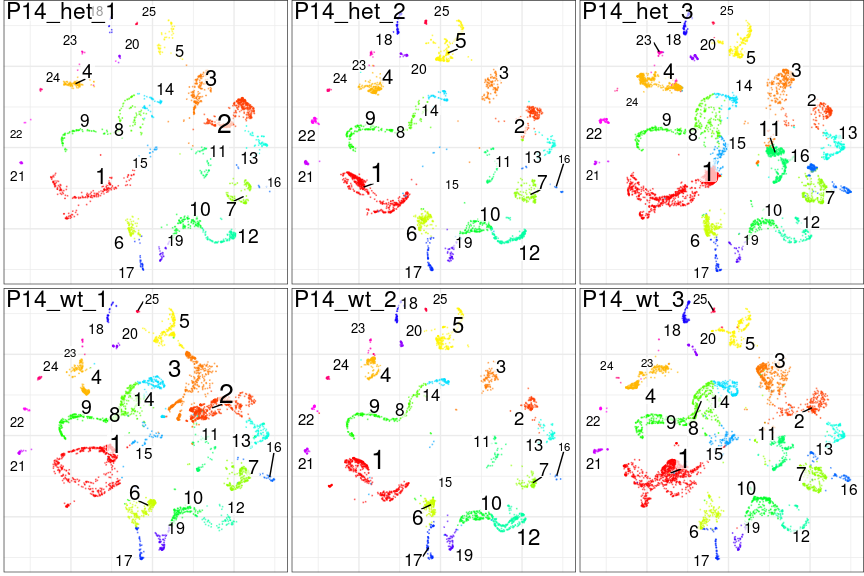 P14_het_1 P14_het_2 P14_het_3
18 25 23 20 5 4 24 3 14 2 9 8 22 11 13 15 21 1 16 7 10 6 12 19 17
25 18 5 20 23 3 4 14 9 8 2 22 11 13 16 21 1 15 7 10 6 12 19 17
25 23 18 20 5 4 3 14 24 2 9 8 11 13 22 15 16 21 1 7 10 6 12 19 17
P14_wt_1 P14_wt_2 P14_wt_3
25 18 5 20 23 24 3 4 2 14 9 8 22 1 11 13 15 16 21 7 6 10 12 19 17
25 18 5 20 23 24 4 3 14 9 8 2 22 11 13 1 16 21 7 15 10 6 12 19 17
25 18 20 5 24 23 3 4 14 9 8 2 22 11 13 15 1 21 7 16 10 12 6 19 17